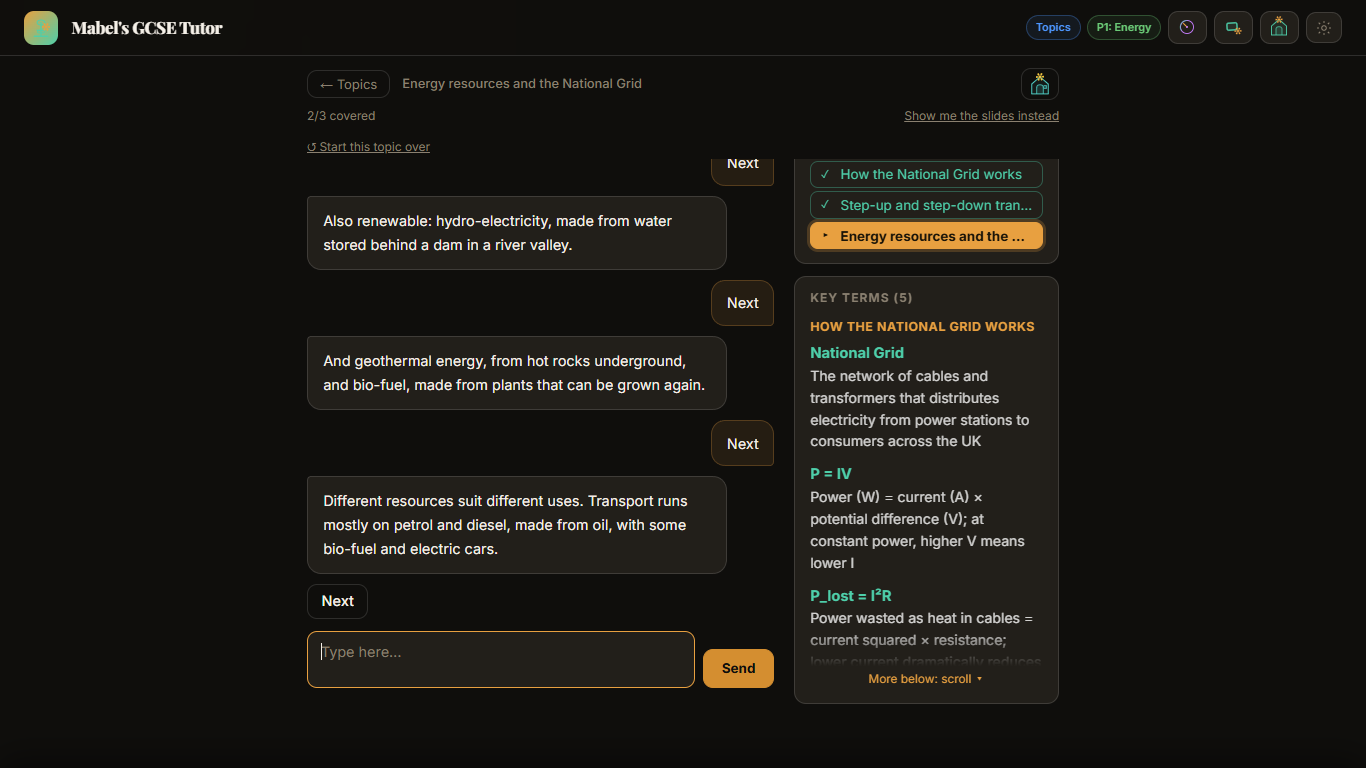 Mabel's GCSE Tutor
Topics
P1: Energy
← Topics
Energy resources and the National Grid
2/3 covered
Show me the slides instead
↺ Start this topic over
Next
Also renewable: hydro-electricity, made from water
stored behind a dam in a river valley.
Next
And geothermal energy, from hot rocks underground,
and bio-fuel, made from plants that can be grown again.
Next
Different resources suit different uses. Transport runs
mostly on petrol and diesel, made from oil, with some
bio-fuel and electric cars.
Next
Type here...
Send
✓ How the National Grid works
✓ Step-up and step-down tran...
‣ Energy resources and the ...
KEY TERMS (5)
HOW THE NATIONAL GRID WORKS
National Grid
The network of cables and
transformers that distributes
electricity from power stations to
consumers across the UK
P = IV
Power (W) = current (A) ×
potential difference (V); at
constant power, higher V means
lower I
P_lost = I²R
Power wasted as heat in cables =
current squared × resistance;
lower current dramatically reduces
More below: scroll ▾